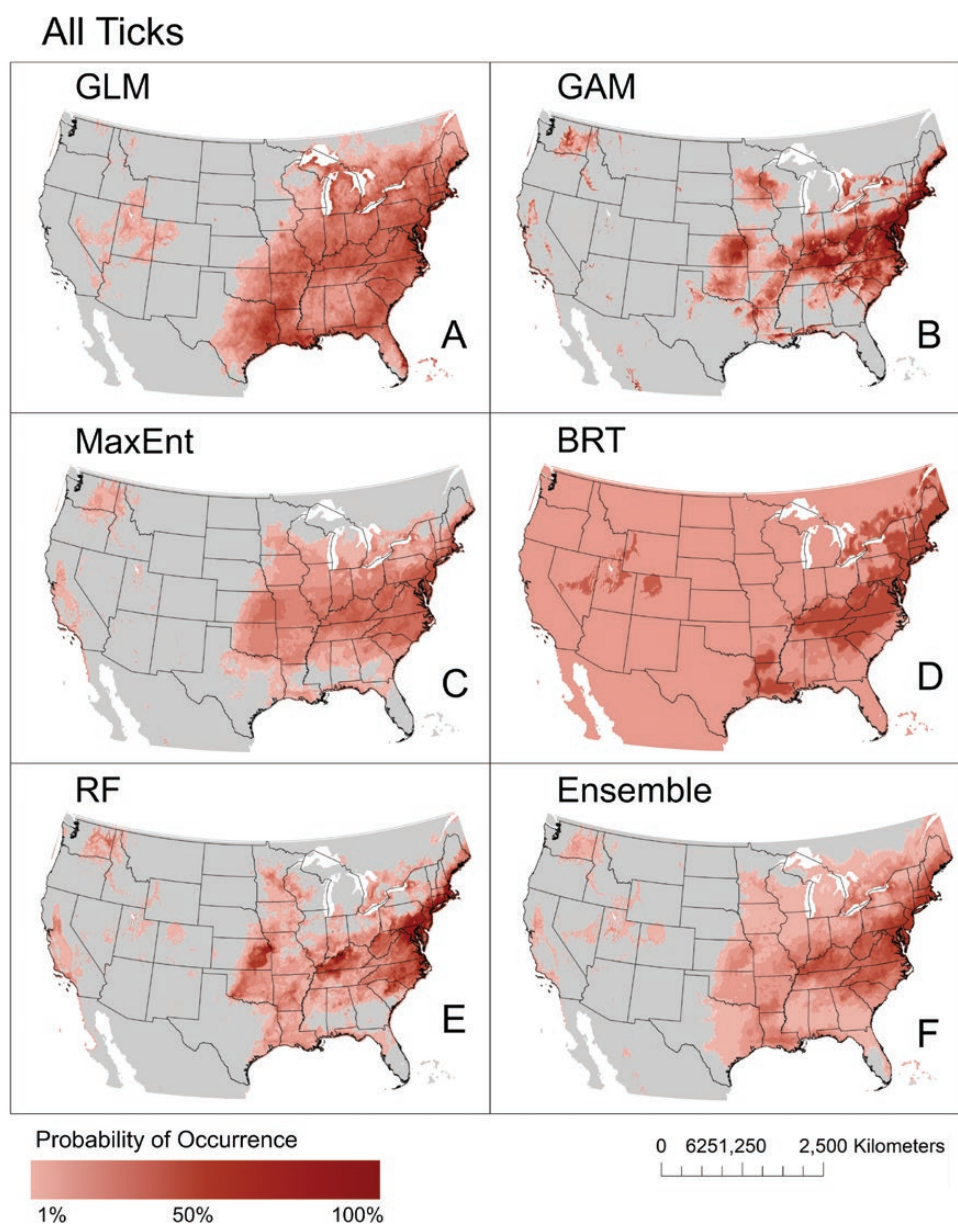 All Ticks
GLM
GAM
A
B
MaxEnt
BRT
C
D
RF
Ensemble
E
F
Probability of Occurrence
1% 50% 100%
0 6251,250 2,500 Kilometers